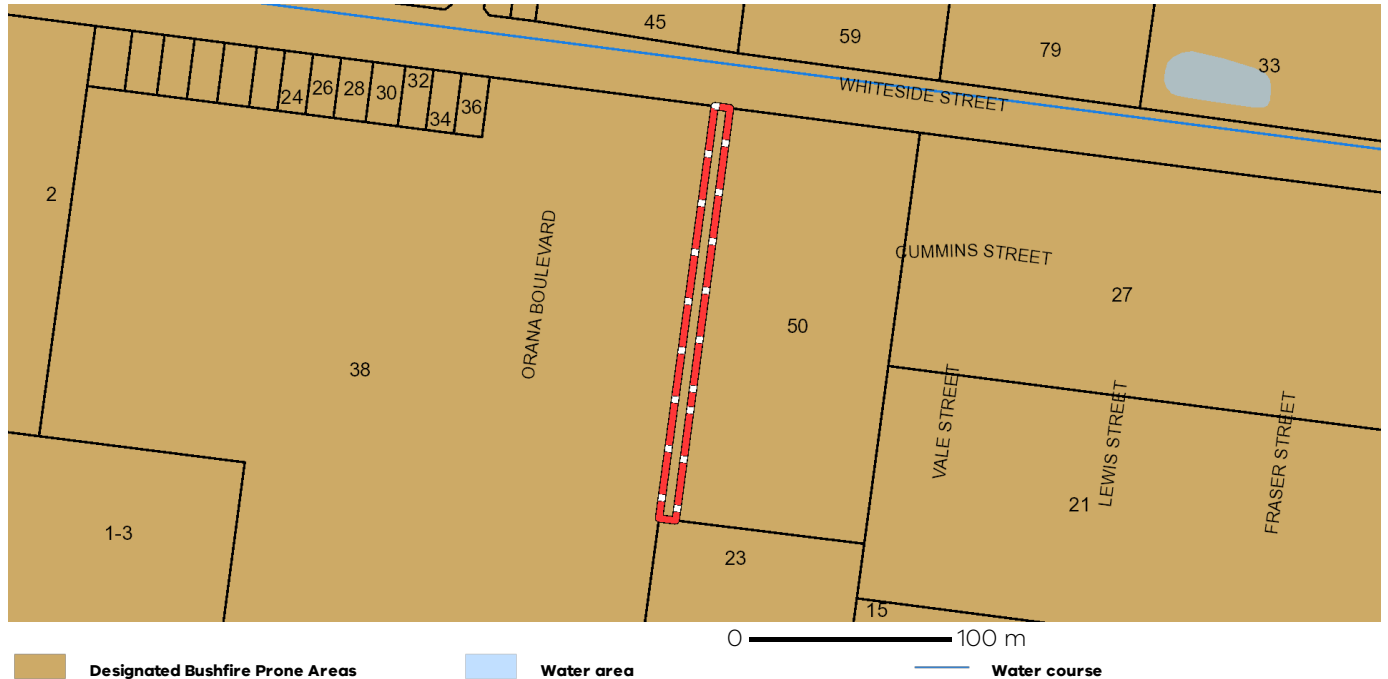 45
59
79
33
WHITESIDE STREET
24
26
28
30
32
34
36
2
ORANA BOULEVARD
CUMMINS STREET
27
50
38
VALE STREET
LEWIS STREET
FRASER STREET
21
1-3
23
15
0 100 m
Designated Bushfire Prone Areas Water area Water course